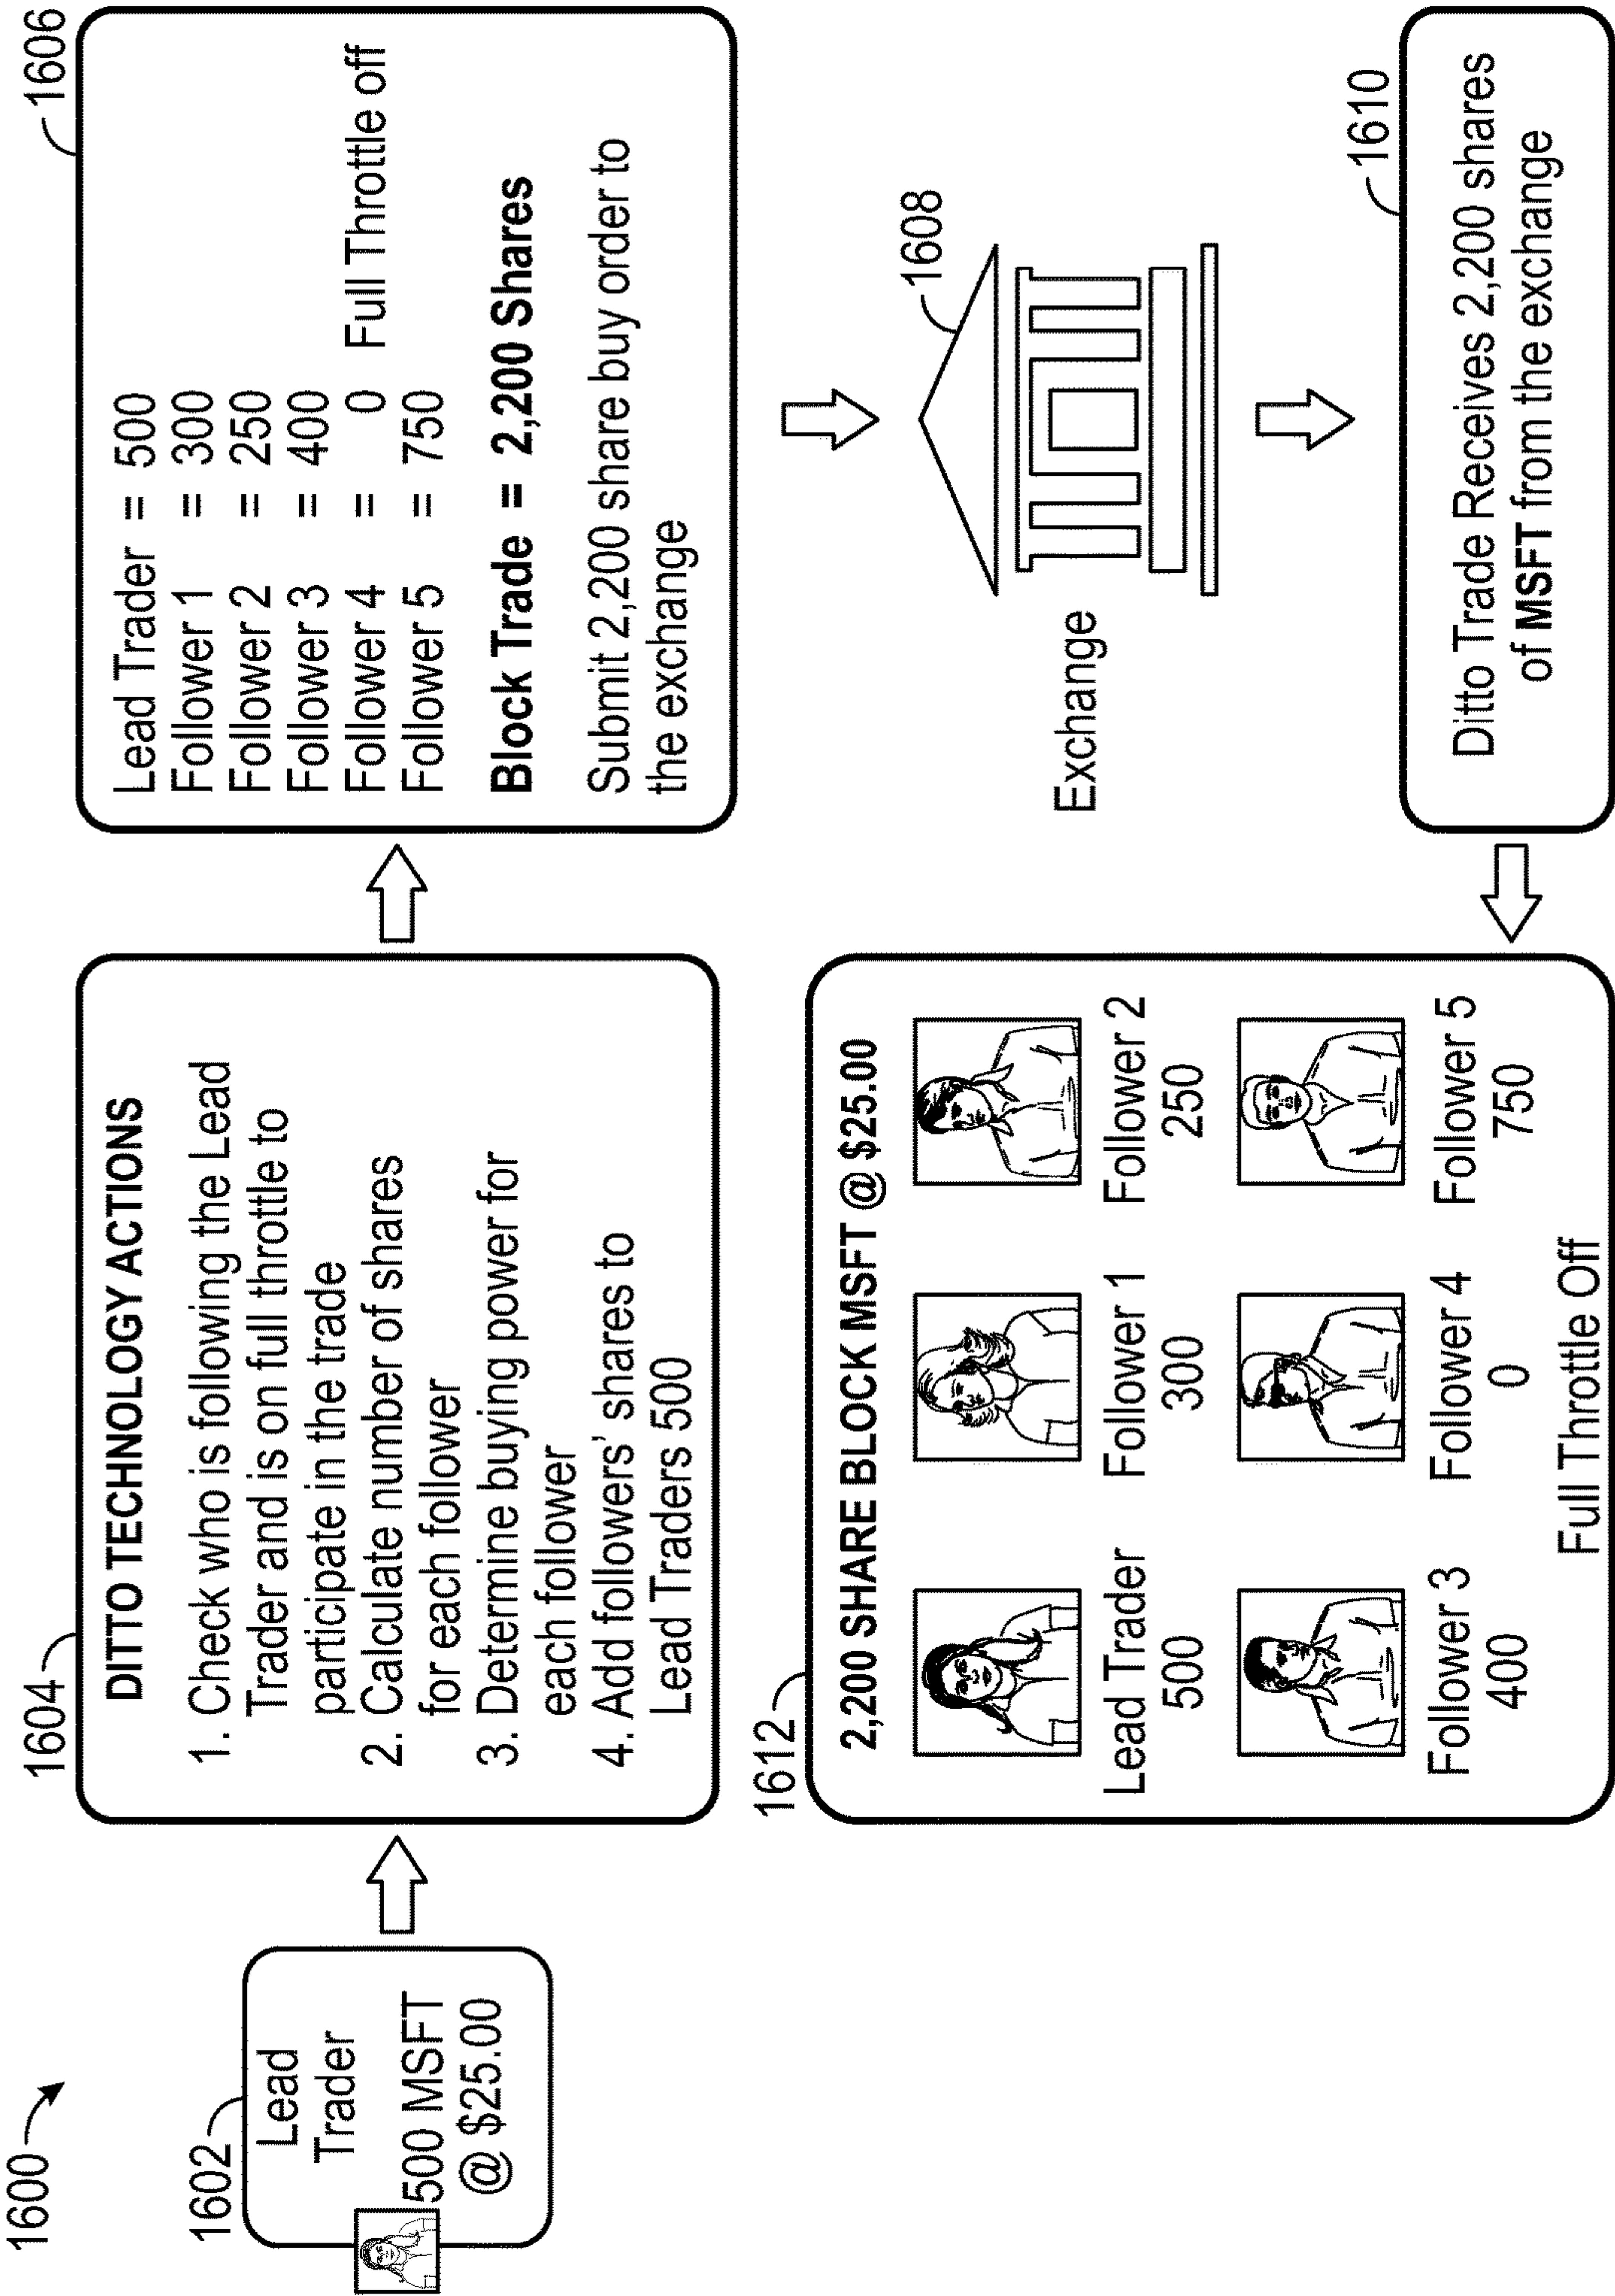 1600
1602
Lead
Trader
500 MSFT
@ $25.00
1604
DITTO TECHNOLOGY ACTIONS
1. Check who is following the Lead
Trader and is on full throttle to
participate in the trade
2. Calculate number of shares
for each follower
3. Determine buying power for
each follower
4. Add followers' shares to
Lead Traders 500
1606
Lead Trader = 500
Follower 1 = 300
Follower 2 = 250
Follower 3 = 400
Follower 4 = 0 Full Throttle off
Follower 5 = 750
Block Trade = 2,200 Shares
Submit 2,200 share buy order to
the exchange
1608
Exchange
1610
Ditto Trade Receives 2,200 shares
of MSFT from the exchange
1612
2,200 SHARE BLOCK MSFT @ $25.00
Lead Trader Follower 1 Follower 2
500 300 250
Follower 3 Follower 4 Follower 5
400 0 750
Full Throttle Off